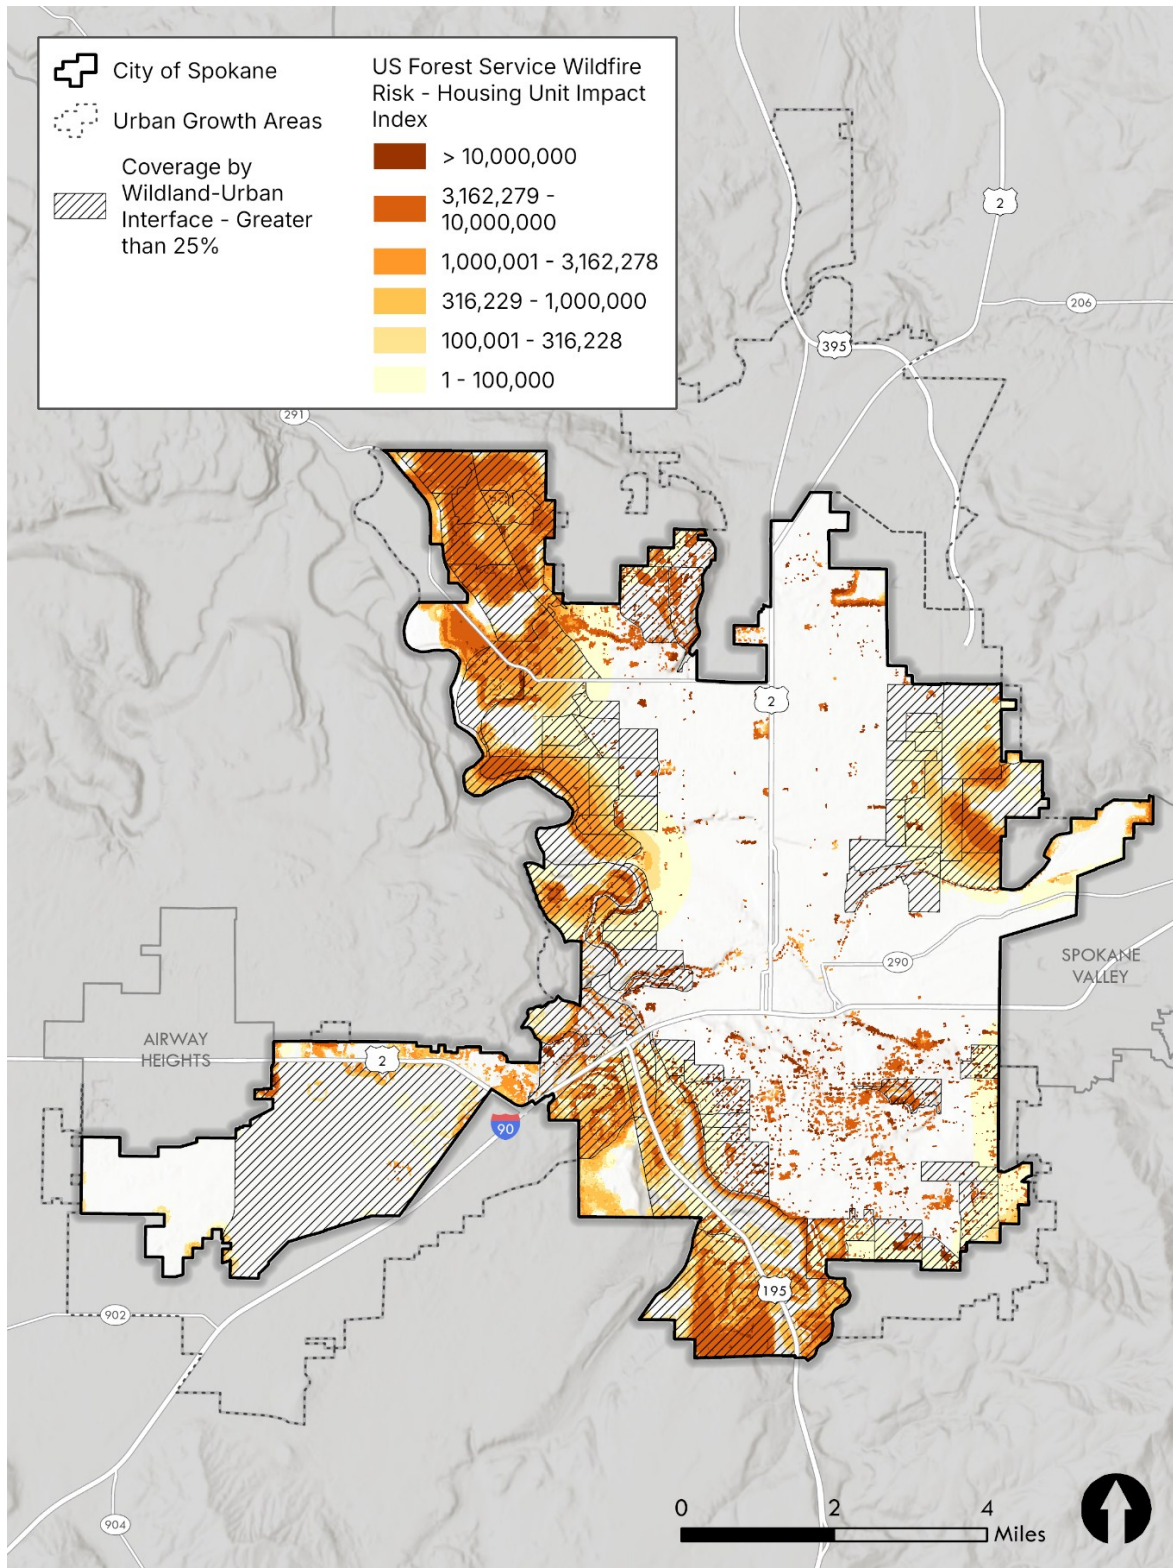 City of Spokane
Urban Growth Areas
Coverage by
Wildland-Urban
Interface - Greater
than 25%
US Forest Service Wildfire
Risk - Housing Unit Impact
Index
> 10,000,000
3,162,279 -
10,000,000
1,000,001 - 3,162,278
316,229 - 1,000,000
100,001 - 316,228
1 - 100,000
2
206
395
291
2
290
SPOKANE
VALLEY
AIRWAY
HEIGHTS
2
90
195
902
904
0
2
4
Miles